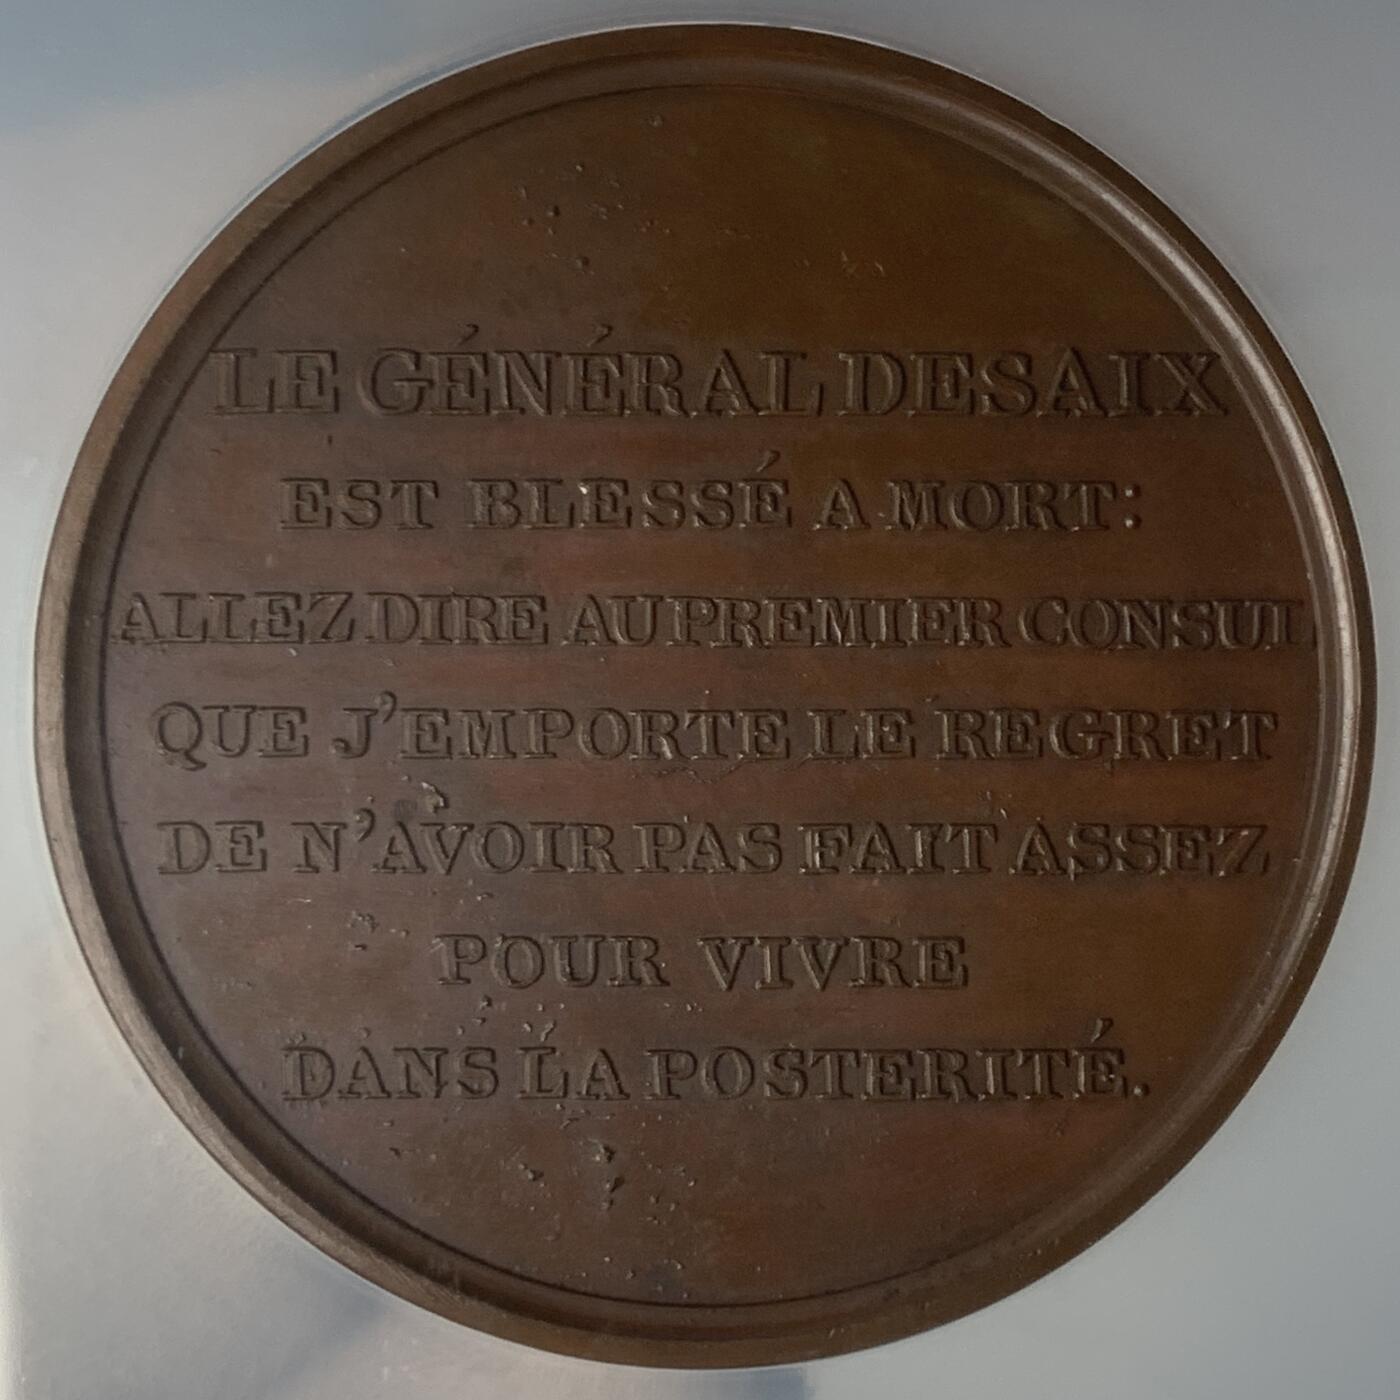 LE GÉNÉRAL DESAIX
EST BLESSÉ A MORT:
ALLEZ DIRE AU PREMIER CONSUL
QUE J'EMPORTE LE REGRET
DE N'AVOIR PAS FAIT ASSEZ
POUR VIVRE
DANS LA POSTERITÉ.